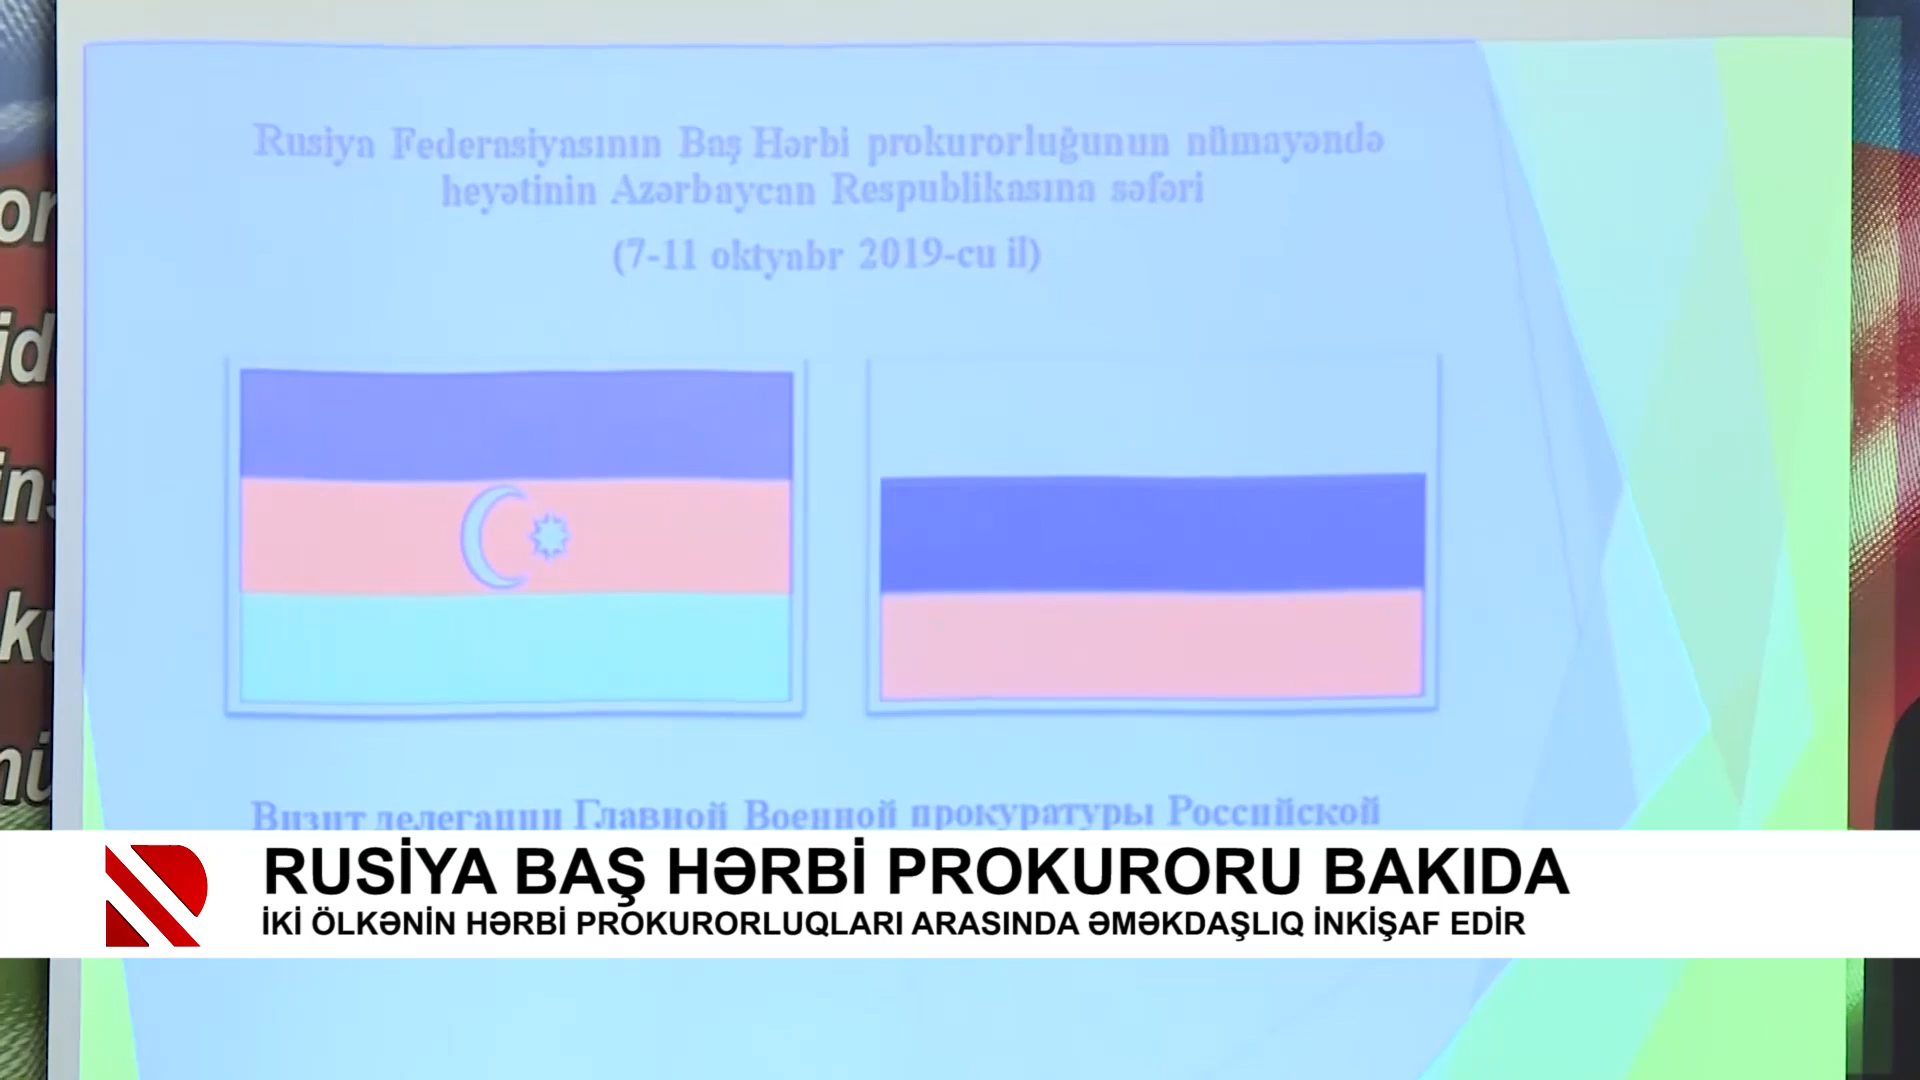 Rusiya Federasiyasının Baş Hərbi prokurorluğunun nümayəndə
heyətinin Azərbaycan Respublikasına səfəri
(7-11 oktyabr 2019-cu il)
Визит делегации Главной Военной прокуратуры Российской
RUSİYA BAŞ HƏRBİ PROKURORU BAKIDA
İKİ ÖLKƏNİN HƏRBİ PROKURORLUQLARI ARASINDA ƏMƏKDAŞLIQ İNKİŞAF EDİR